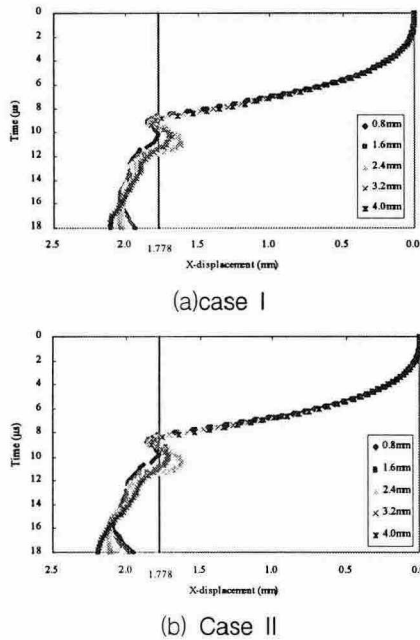 0
2
4
6
8
10
12
14
16
18
Time (μs)
2.5
2.0
1.778
1.5
1.0
0.5
0.0
X-displacement (mm)
0.8mm
1.6mm
2.4mm
3.2mm
4.0mm
(a)case I
0
2
4
6
8
10
12
14
16
18
Time (μs)
2.5
2.0
1.778
1.5
1.0
0.5
0.0
X-displacement (mm)
0.8mm
1.6mm
2.4mm
3.2mm
4.0mm
(b) Case II